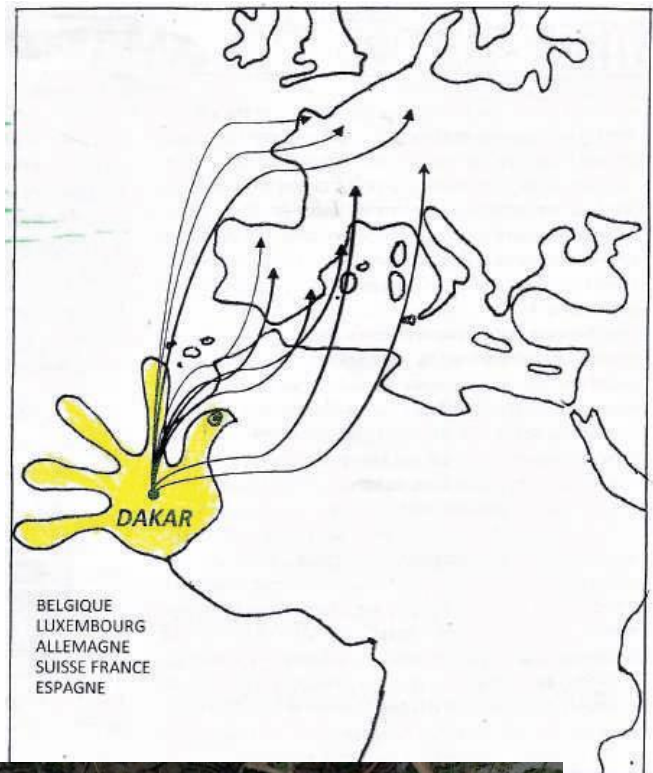 DAKAR
BELGIQUE
LUXEMBOURG
ALLEMAGNE
SUISSE FRANCE
ESPAGNE